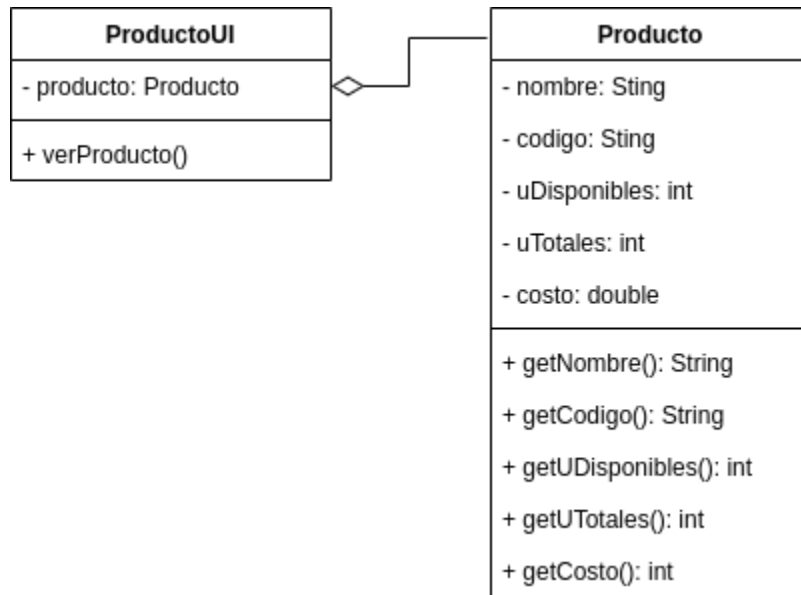 ProductoUI
- producto: Producto
+ verProducto()
Producto
- nombre: Sting
- codigo: Sting
- uDisponibles: int
- uTotales: int
- costo: double
+ getNombre(): String
+ getCodigo(): String
+ getUDisponibles(): int
+ getUTotales(): int
+ getCosto(): int